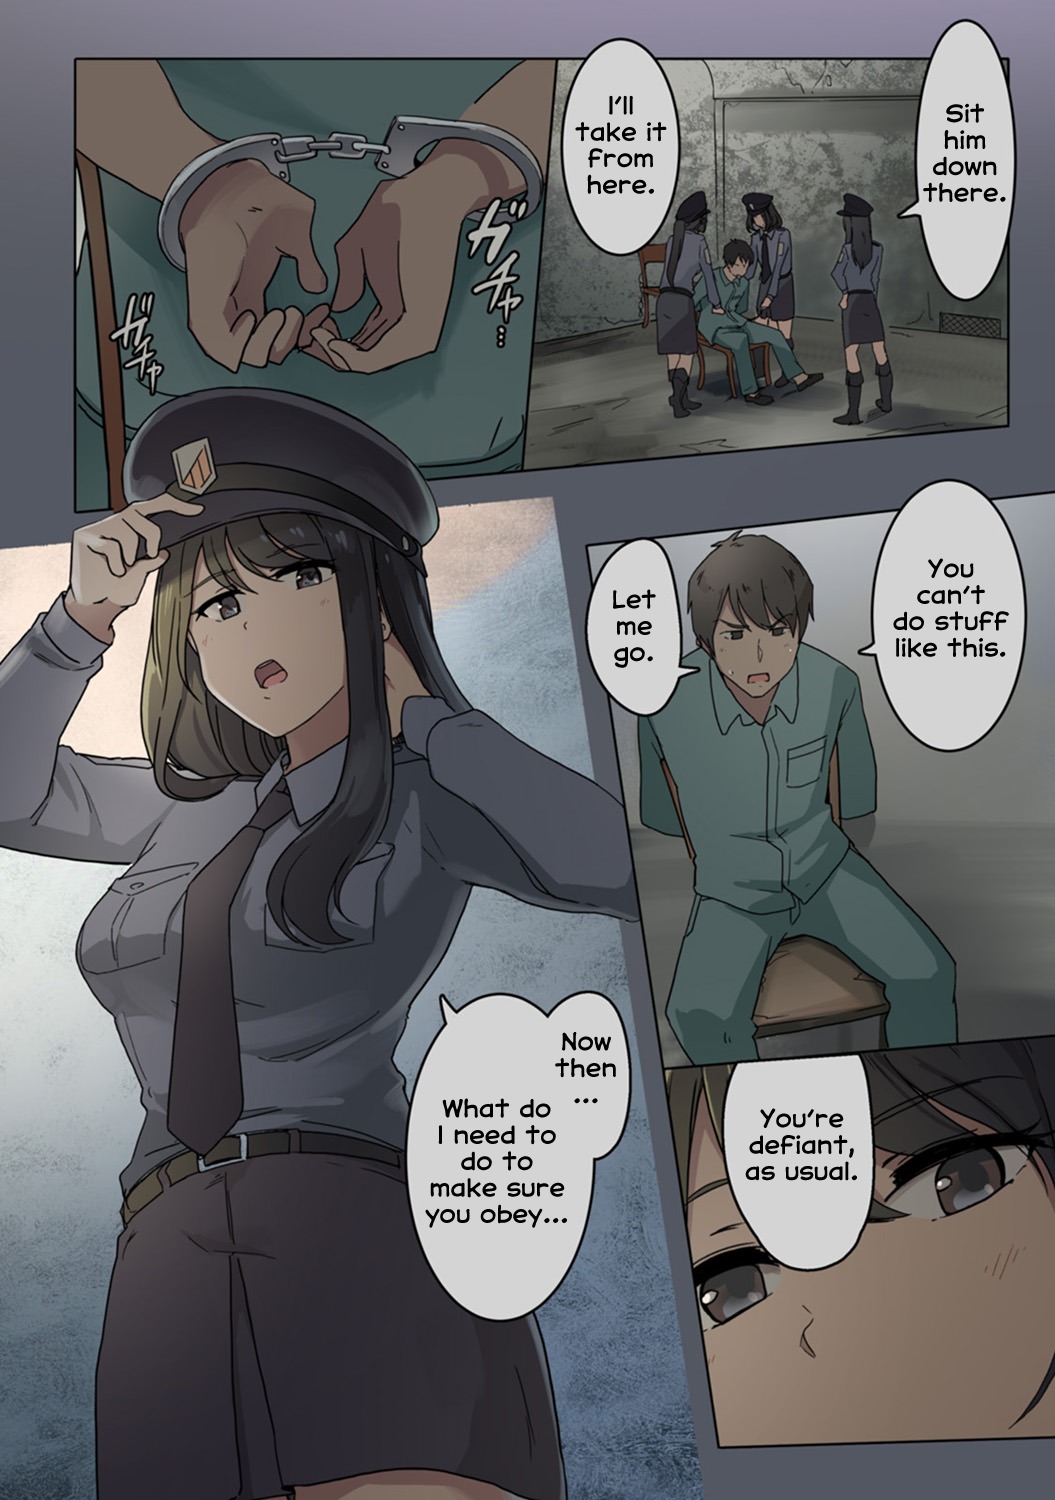 Sit
him
down
there.
I'll
take it
from
here.
ガチャ…
ガチャ
You
can't
do stuff
like this.
Let
me
go.
You're
defiant,
as usual.
Now
then
...
What do
I need to
do to
make sure
you obey...